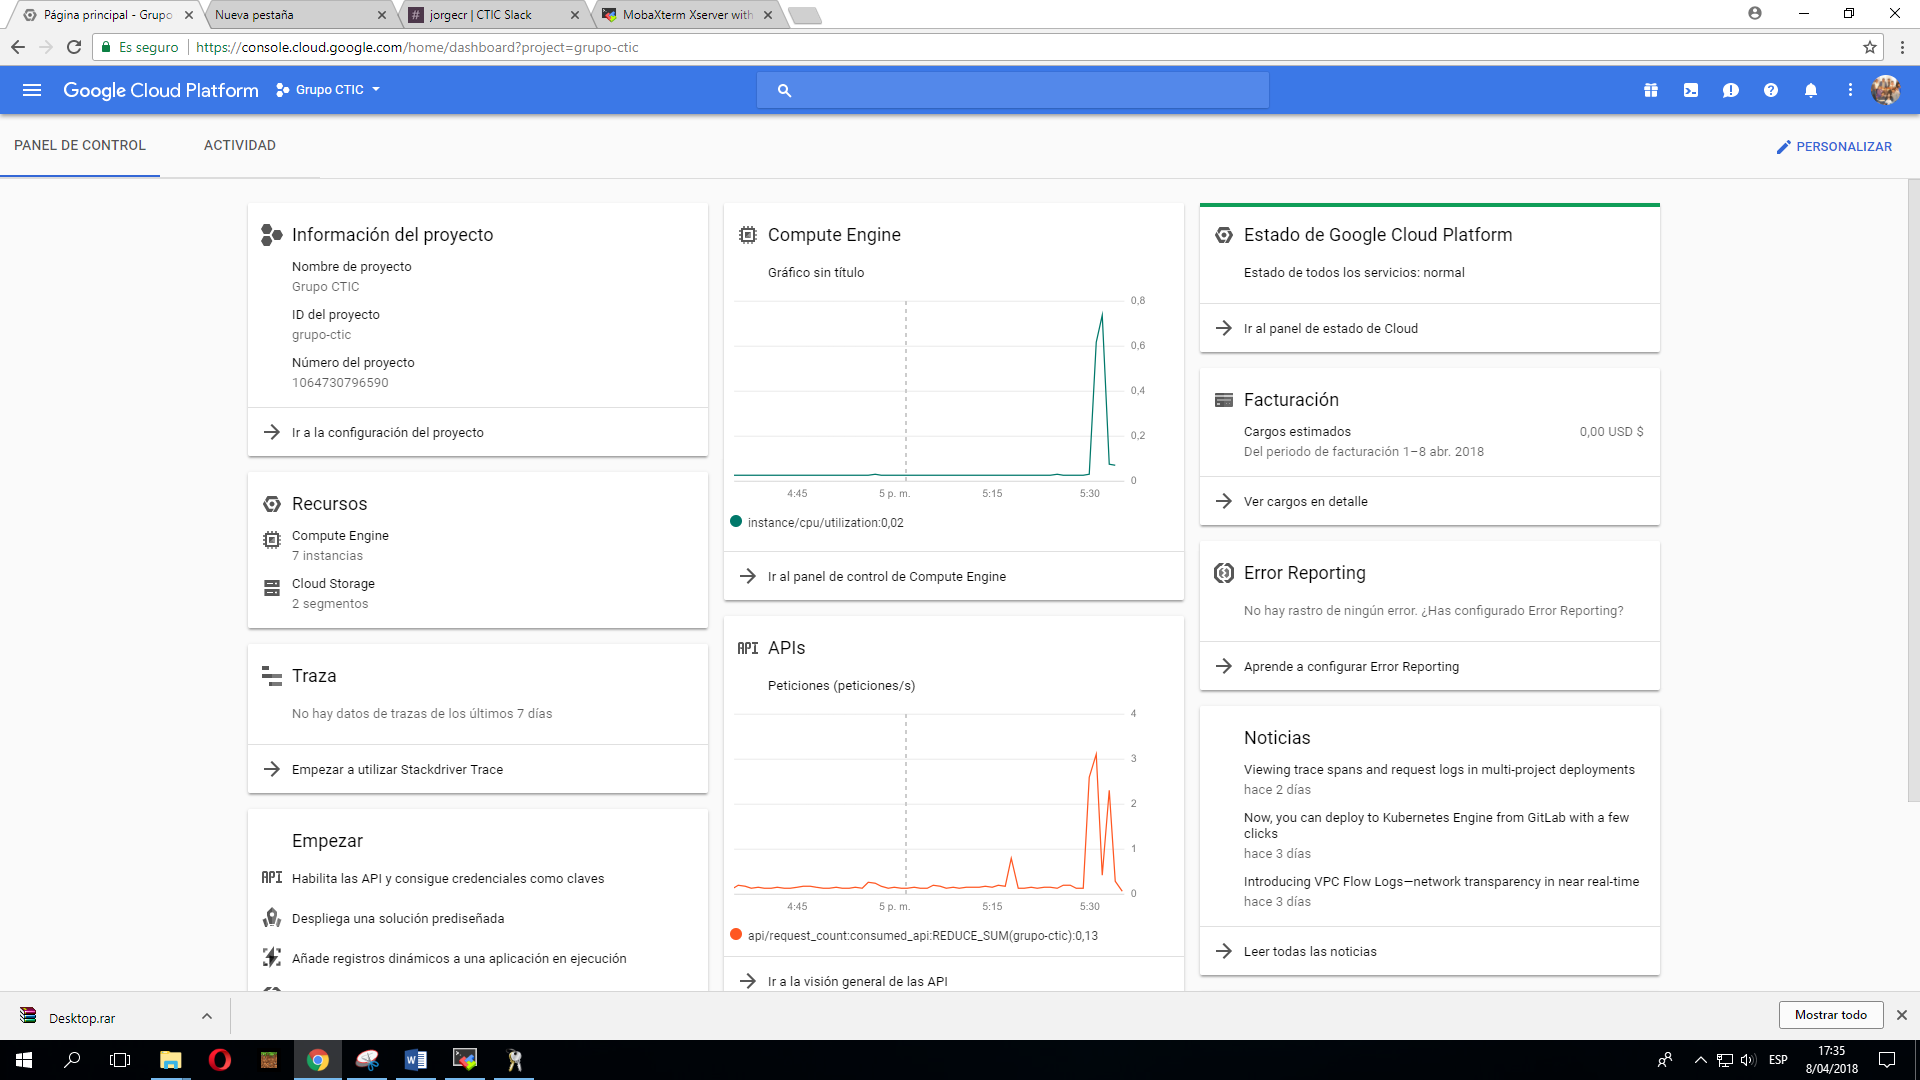 Página principal - Grupo
Nueva pestaña
jorgecr | CTIC Slack
MobaXterm Xserver with
Es seguro
https://console.cloud.google.com/home/dashboard?project=grupo-ctic
Google Cloud Platform
Grupo CTIC
PANEL DE CONTROL
ACTIVIDAD
PERSONALIZAR
Información del proyecto
Nombre de proyecto
Grupo CTIC
ID del proyecto
grupo-ctic
Número del proyecto
1064730796590
Ir a la configuración del proyecto
Recursos
Compute Engine
7 instancias
Cloud Storage
2 segmentos
Traza
No hay datos de trazas de los últimos 7 días
Empezar a utilizar Stackdriver Trace
Empezar
API
Habilita las API y consigue credenciales como claves
Despliega una solución prediseñada
Añade registros dinámicos a una aplicación en ejecución
Compute Engine
Gráfico sin título
0,8
0,6
0,4
0,2
0
4:45
5 p. m.
5:15
5:30
instance/cpu/utilization:0,02
Ir al panel de control de Compute Engine
API
APIs
Peticiones (peticiones/s)
4
3
2
1
0
4:45
5 p. m.
5:15
5:30
api/request_count:consumed_api:REDUCE_SUM(grupo-ctic):0,13
Ir a la visión general de las API
Estado de Google Cloud Platform
Estado de todos los servicios: normal
Ir al panel de estado de Cloud
Facturación
Cargos estimados
0,00 USD $
Del periodo de facturación 1–8 abr. 2018
Ver cargos en detalle
Error Reporting
No hay rastro de ningún error. ¿Has configurado Error Reporting?
Aprende a configurar Error Reporting
Noticias
Viewing trace spans and request logs in multi-project deployments
hace 2 días
Now, you can deploy to Kubernetes Engine from GitLab with a few
clicks
hace 3 días
Introducing VPC Flow Logs—network transparency in near real-time
hace 3 días
Leer todas las noticias
Desktop.rar
Mostrar todo
ESP
17:35
8/04/2018